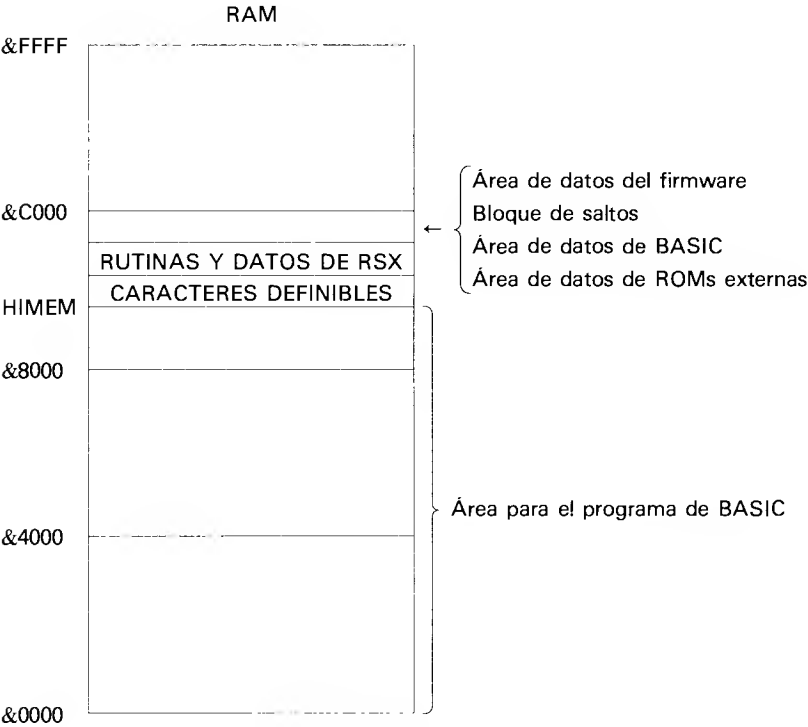 RAM
&FFFF
Área de datos del firmware
&C000
Bloque de saltos
←
Área de datos de BASIC
RUTINAS Y DATOS DE RSX
Área de datos de ROMs externas
CARACTERES DEFINIBLES
HIMEM
&8000
Área para el programa de BASIC
&4000
&0000